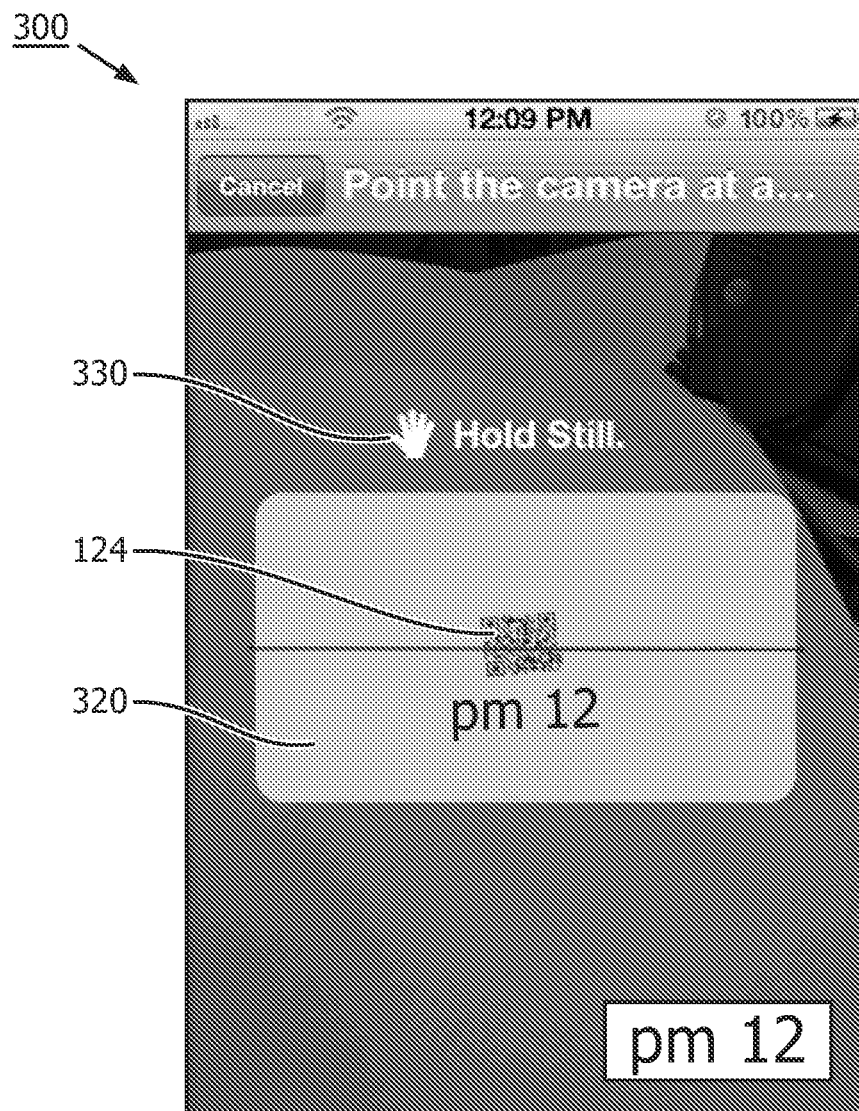 300
12:09 PM 100%
Cancel Point the camera at a...
330
Hold Still.
124
pm 12
320
pm 12